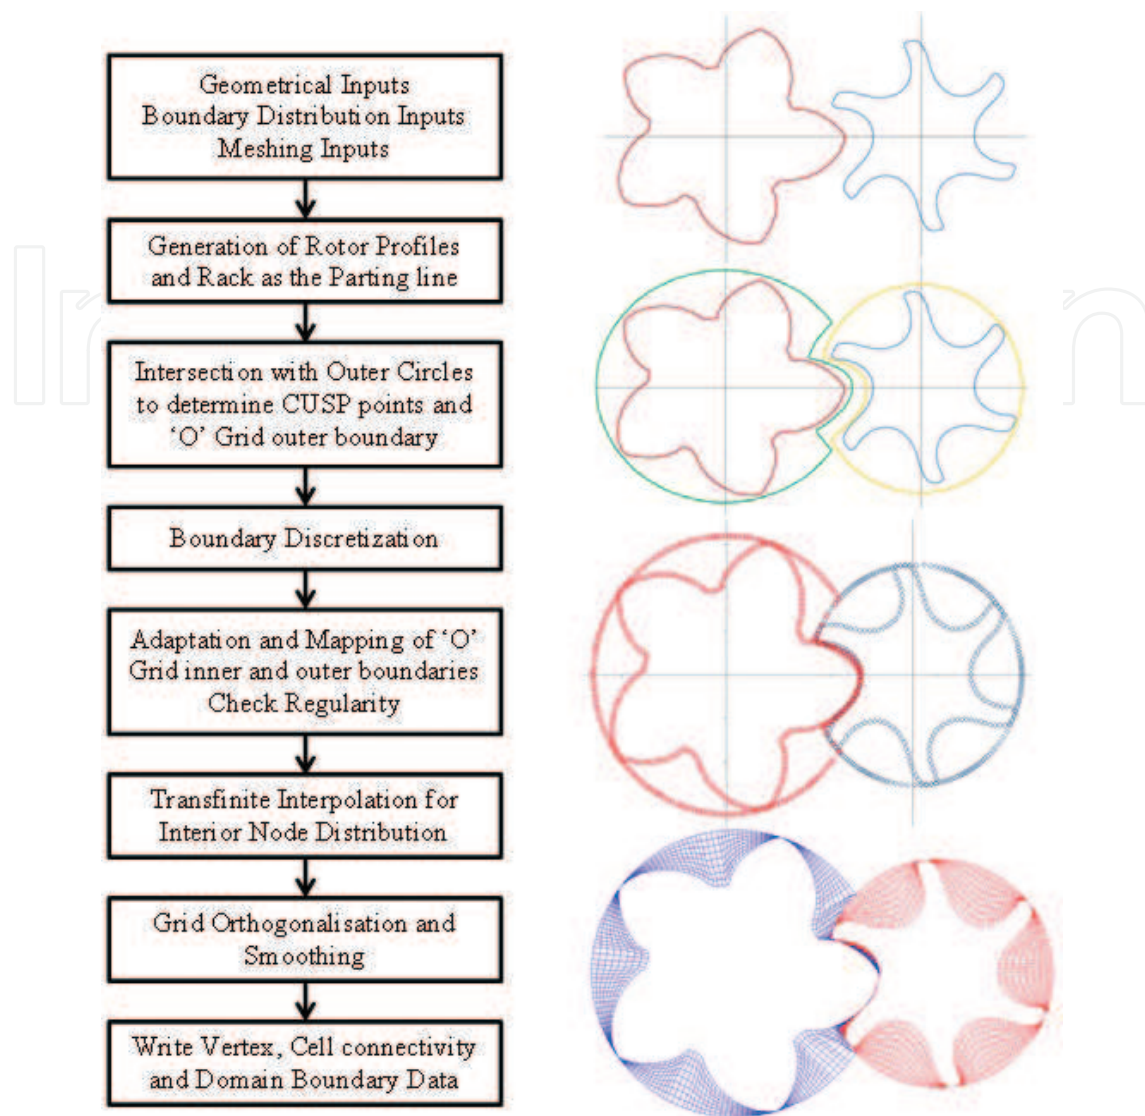 Geometrical Inputs
Boundary Distribution Inputs
Meshing Inputs
Generation of Rotor Profiles
and Rack as the Parting line
Intersection with Outer Circles
to determine CUSP points and
‘O’ Grid outer boundary
Boundary Discretization
Adaptation and Mapping of ‘O’
Grid inner and outer boundaries
Check Regularity
Transfinite Interpolation for
Interior Node Distribution
Grid Orthogonalisation and
Smoothing
Write Vertex, Cell connectivity
and Domain Boundary Data